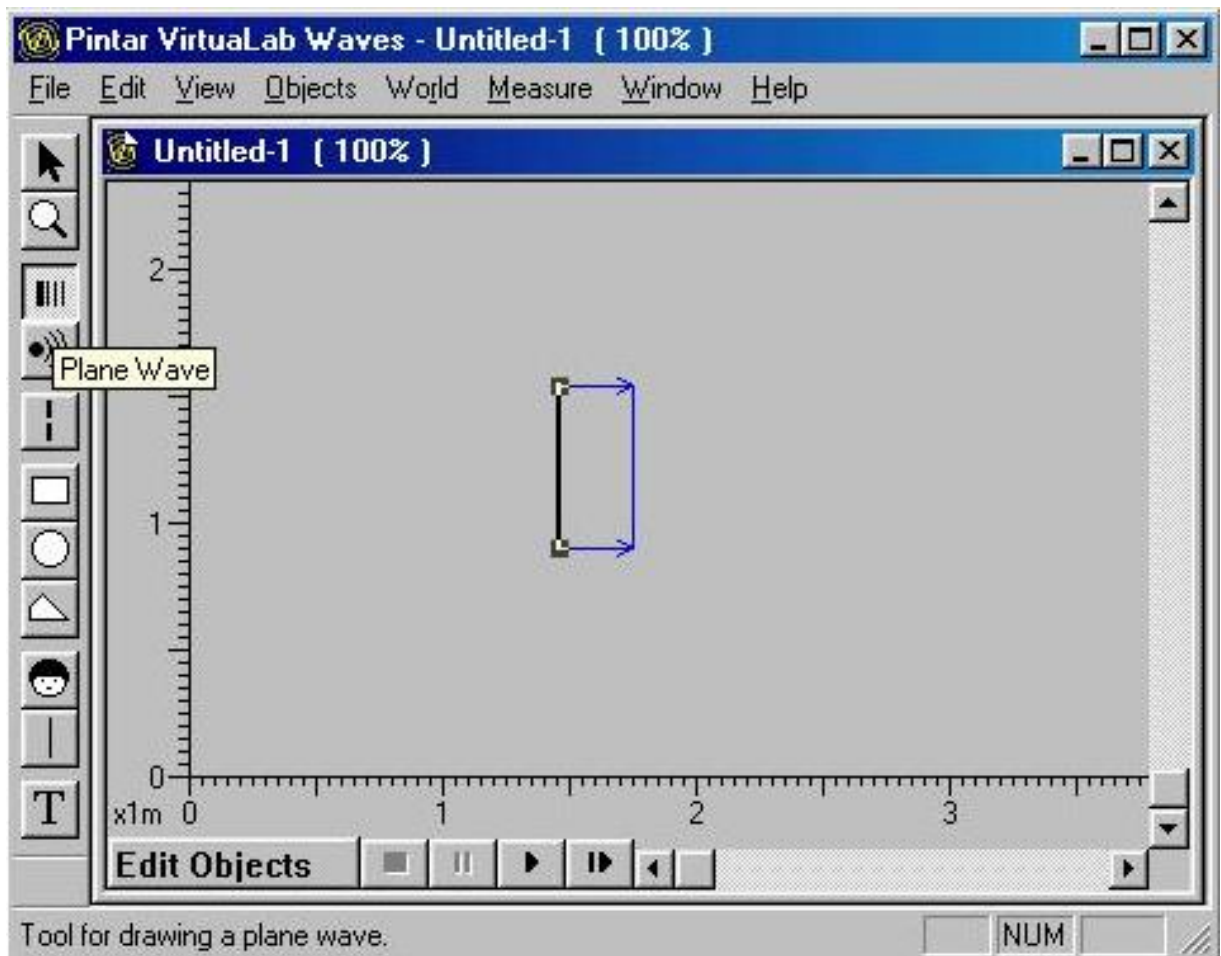 Pintar VirtuaLab Waves - Untitled-1 ( 100% )
File Edit View Objects World Measure Window Help
Untitled-1 ( 100% )
2
Plane Wave
1
0
x1m 0 1 2 3
T
Edit Objects
Tool for drawing a plane wave. NUM